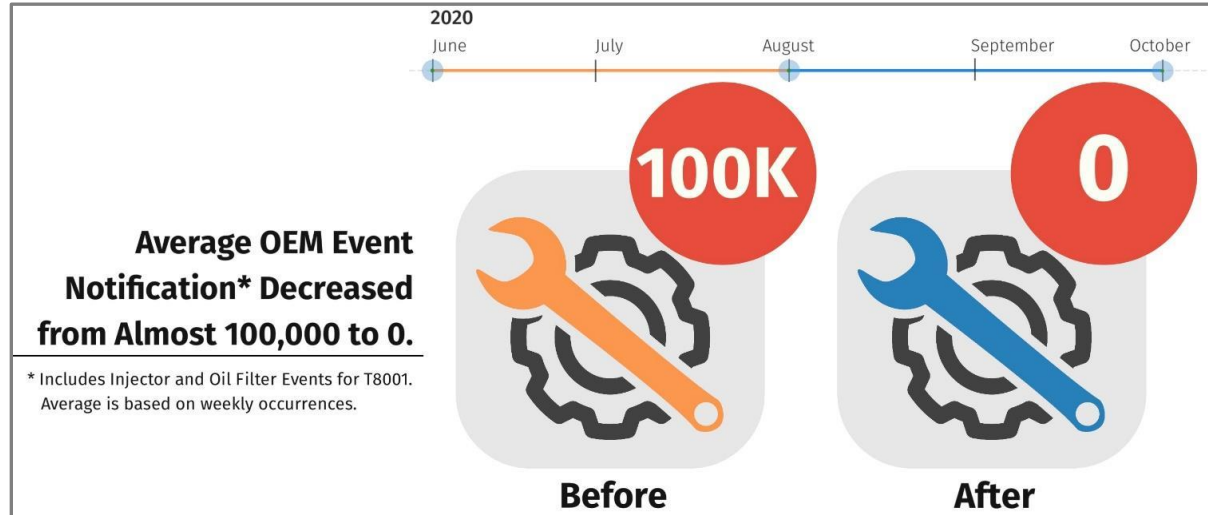 2020
June July August September October
100K
0
Average OEM Event
Notification* Decreased
from Almost 100,000 to 0.
* Includes Injector and Oil Filter Events for T8001.
Average is based on weekly occurrences.
Before After